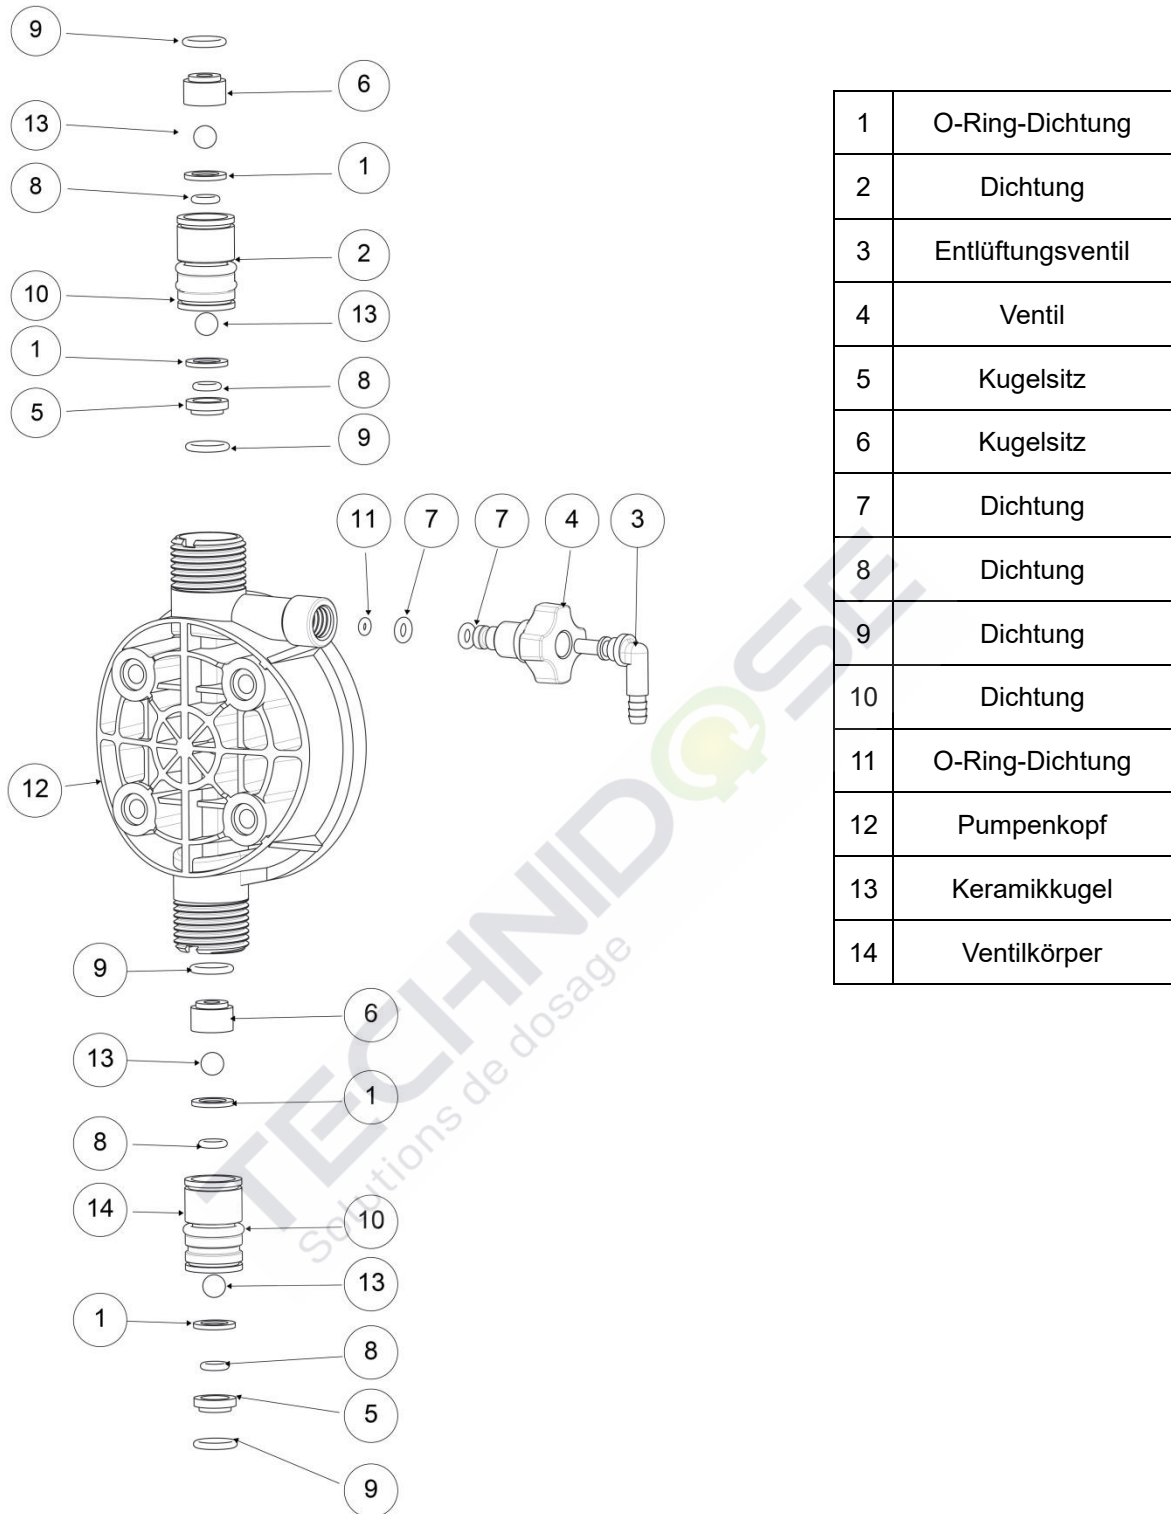 9
6
13
1
8
2
10
13
1
8
5
9
11 7 7 4 3
12
9
6
13
1
8
14
10
13
1
8
5
9
1 O-Ring-Dichtung
2 Dichtung
3 Entlüftungsventil
4 Ventil
5 Kugelsitz
6 Kugelsitz
7 Dichtung
8 Dichtung
9 Dichtung
10 Dichtung
11 O-Ring-Dichtung
12 Pumpenkopf
13 Keramikkugel
14 Ventilkörper
TECHNIDOSE
Solutions de dosage